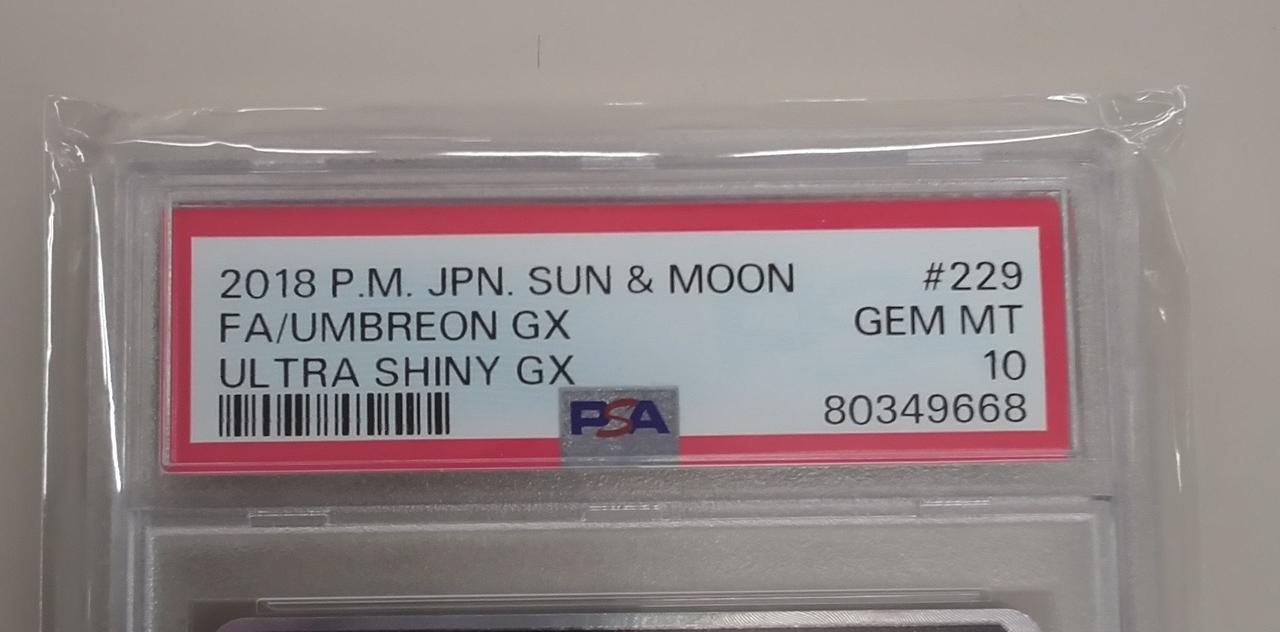 2018 P.M. JPN. SUN & MOON #229
FA/UMBREON GX GEM MT
ULTRA SHINY GX 10
PSA 80349668